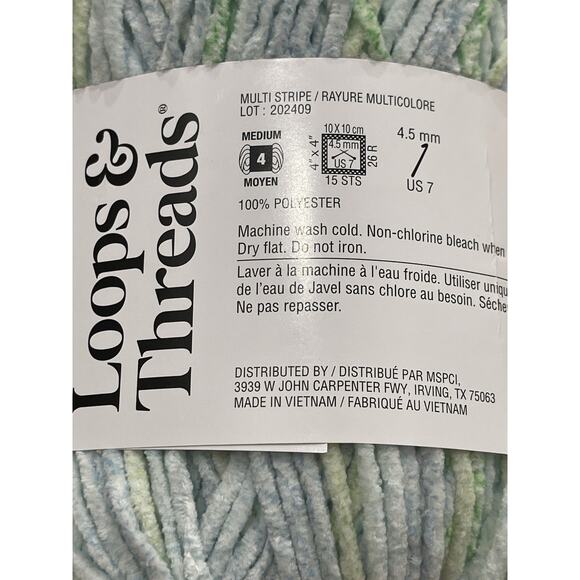 Loops &
Threads®
MULTI STRIPE / RAYURE MULTICOLORE
LOT : 202409
MEDIUM
4
MOYEN
10 X 10 cm
4" x 4"
4.5 mm
US 7
26 R
15 STS
4.5 mm
US 7
100% POLYESTER
Machine wash cold. Non-chlorine bleach when
Dry flat. Do not iron.
Laver à la machine à l'eau froide. Utiliser
de l'eau de Javel sans chlore au besoin.
Ne pas repasser.
DISTRIBUTED BY / DISTRIBUÉ PAR MSPCI,
3939 W JOHN CARPENTER FWY, IRVING, TX 75063
MADE IN VIETNAM / FABRIQUÉ AU VIETNAM